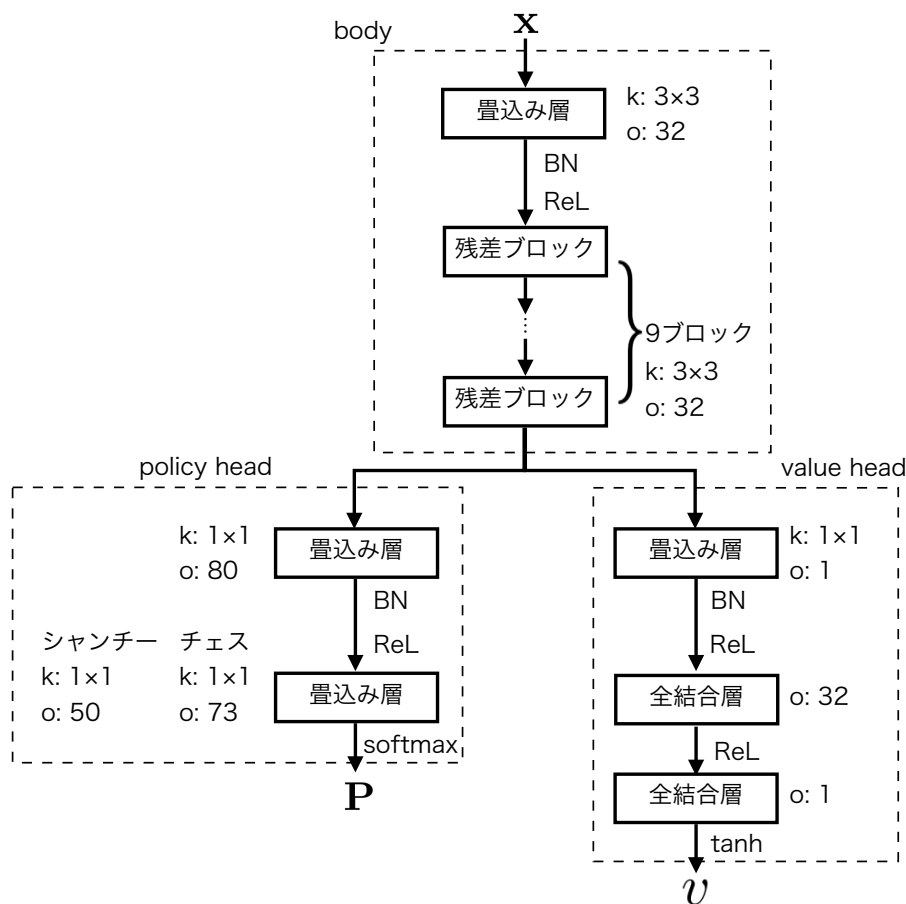 x
body
畳込み層
k: 3×3
o: 32
BN
ReL
残差ブロック
9ブロック
k: 3×3
o: 32
残差ブロック
policy head
k: 1×1
o: 80
畳込み層
BN
ReL
シャンチー チェス
k: 1×1 k: 1×1
o: 50 o: 73
畳込み層
softmax
P
value head
畳込み層
k: 1×1
o: 1
BN
ReL
全結合層
o: 32
ReL
全結合層
o: 1
tanh
v